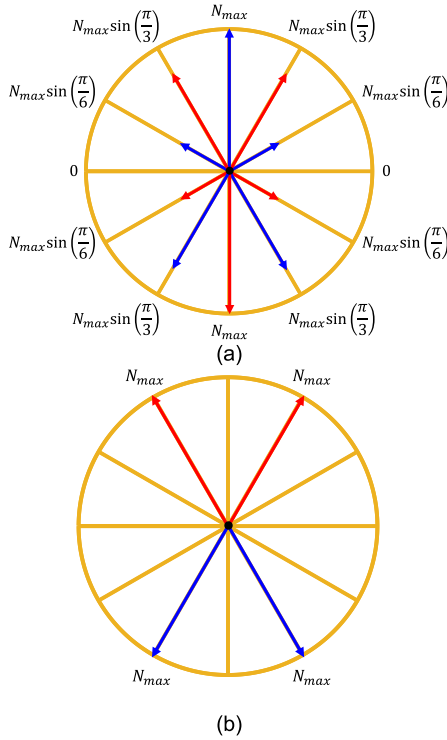 N_max
N_max sin(π/3) N_max sin(π/3)
N_max sin(π/6) N_max sin(π/6)
0 0
N_max sin(π/6) N_max sin(π/6)
N_max sin(π/3) N_max sin(π/3)
N_max
(a)
N_max N_max
N_max N_max
(b)